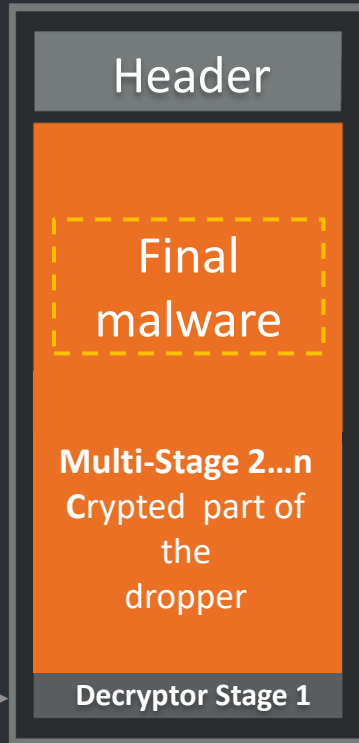 Header
Final
malware
Multi-Stage 2...n
Crypted part of
the
dropper
Decryptor Stage 1